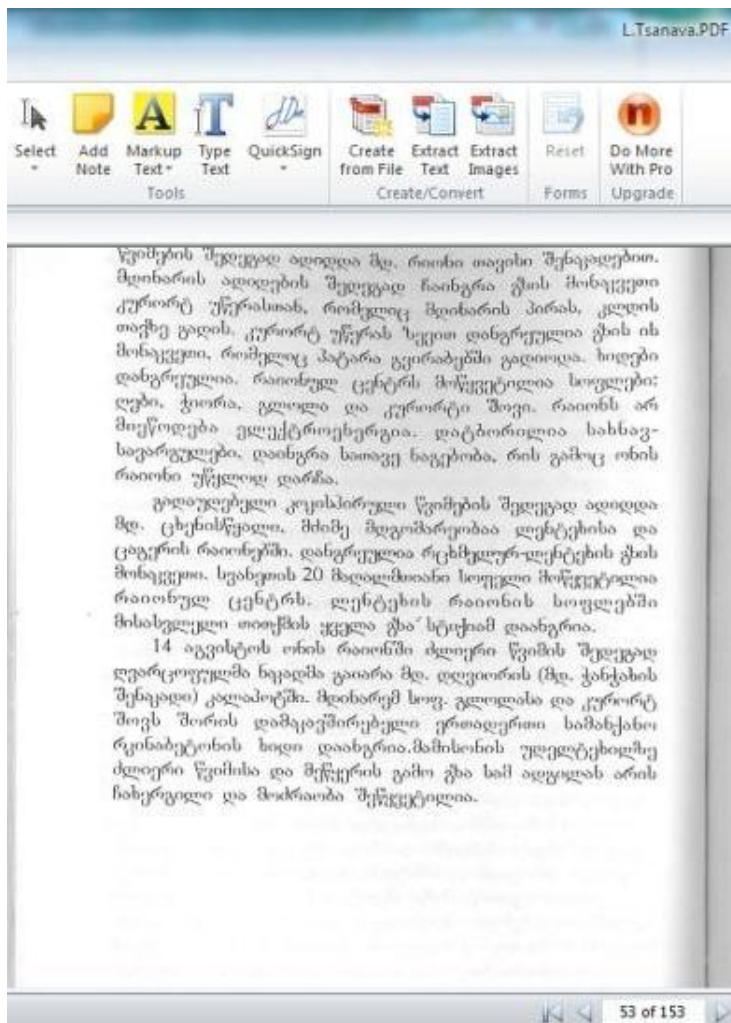 L.Tsanava.PDF
Select
Add Note
Markup Text
Type Text
QuickSign
Create from File
Extract Text
Extract Images
Reset
Do More With Pro
Tools
Create/Convert
Forms
Upgrade
წვიმების შედეგად ადიდდა მდ. რიონი თავისი შენაკადებით.
მდინარის ადიდების შედეგად ჩაინგრა გზის მონაკვეთი
კურორტ უწერასთან, რომელიც მდინარის პირას, კლდის
თავზე გადის. კურორტ უწერას ზევით დანგრეულია გზის ის
მონაკვეთი, რომელიც პატარა გვირაბებში გადიოდა. ხიდები
დანგრეულია. რაიონულ ცენტრს მოწყვეტილია სოფლები:
ღები, ჭიორა, გლოლა და კურორტი შოვი. რაიონს არ
მიეწოდება ელექტროენერგია. დატბორილია სახნავ-
სავარგულები, დაინგრა სათავე ნაგებობა, რის გამოც ონის
რაიონი უწყლოდ დარჩა.
გადაუღებელი კოკისპირული წვიმების შედეგად ადიდდა
მდ. ცხენისწყალი. მძიმე მდგომარეობაა ლენტეხისა და
ცაგერის რაიონებში. დანგრეულია რცხმელურ-ლენტეხის გზის
მონაკვეთი. სვანეთის 20 მაღალმთიანი სოფელი მოწყვეტილია
რაიონულ ცენტრს. ლენტეხის რაიონის სოფლებში
მისასვლელი თითქმის ყველა გზა სტიქიამ დაანგრია.
14 აგვისტოს ონის რაიონში ძლიერი წვიმის შედეგად
ღვარცოფულმა ნაკადმა გაიარა მდ. დღვიორის (მდ. ჭანჭახის
შენაკადი) კალაპოტში. მდინარემ სოფ. გლოლასა და კურორტ
შოვს შორის დამაკავშირებელი ერთადერთი სამანქანო
რკინაბეტონის ხიდი დაანგრია.მამისონის უღელტეხილზე
ძლიერი წვიმისა და მეწყერის გამო გზა სამ ადგილას არის
ჩახერგილი და მოძრაობა შეწყვეტილია.
53 of 153